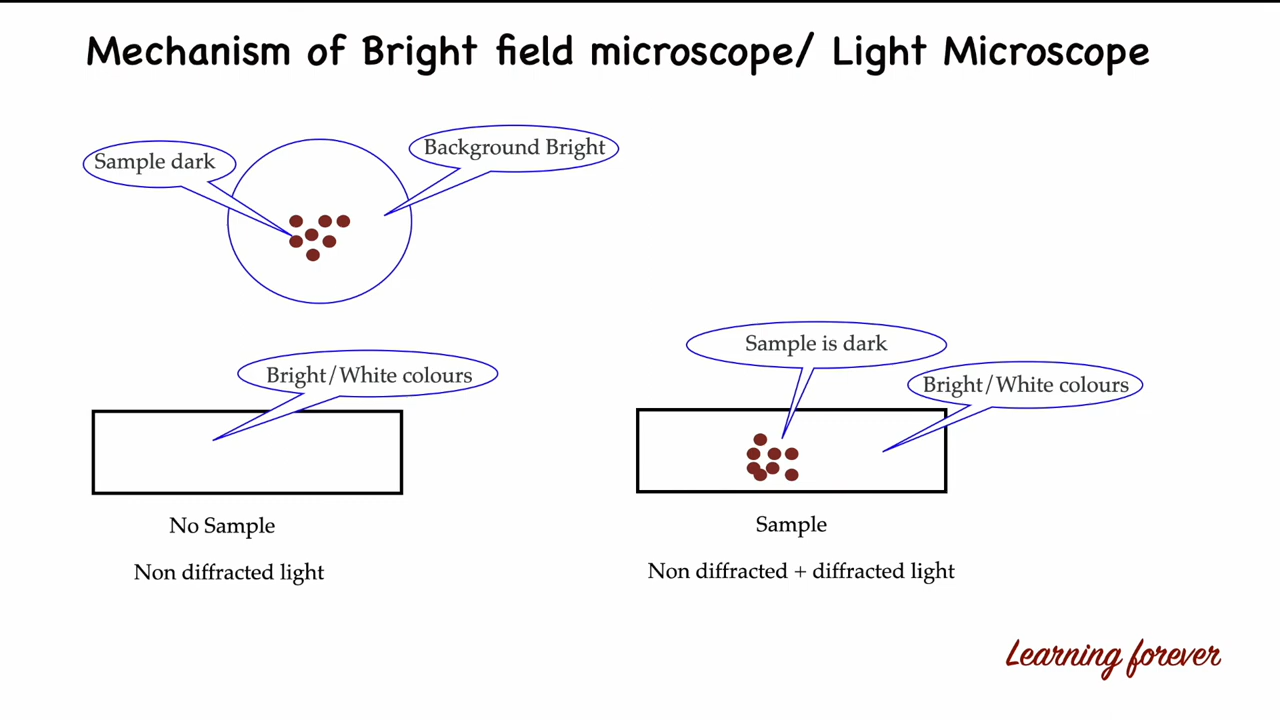 Mechanism of Bright field microscope/ Light Microscope
Sample dark
Background Bright
Bright/White colours
Sample is dark
Bright/White colours
No Sample
Non diffracted light
Sample
Non diffracted + diffracted light
Learning forever